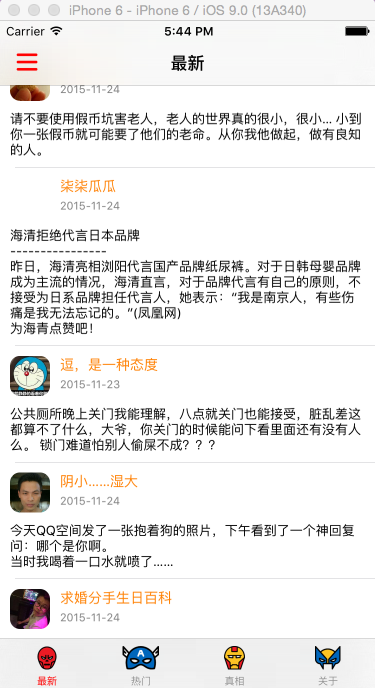 iPhone 6 - iPhone 6 / iOS 9.0 (13A340)
Carrer
5:44 PM
最新
2015-11-24
请不要使用假币坑害老人，老人的世界真的很小，很小... 小到
你一张假币就可能要了他们的老命。从你我他做起，做有良知
的人。
柒柒瓜瓜
2015-11-24
海清拒绝代言日本品牌
----------------
昨日，海清亮相浏阳代言国产品牌纸尿裤。对于日韩母婴品牌
成为主流的情况，海清直言，对于品牌代言有自己的原则，不
接受为日系品牌担任代言人，她表示：“我是南京人，有些伤
痛是我无法忘记的。”(凤凰网)
为海青点赞吧！
逗，是一种态度
2015-11-23
公共厕所晚上关门我能理解，八点就关门也能接受，脏乱差这
都算不了什么，大爷，你关门的时候能问下看里面还有没有人
么。 锁门难道怕别人偷屎不成？？？
阴小......湿大
2015-11-24
今天QQ空间发了一张抱着狗的照片，下午看到了一个神回复
问：哪个是你啊。
当时我喝着一口水就喷了......
求婚分手生日百科
2015-11-24
最新
热门
真相
关于